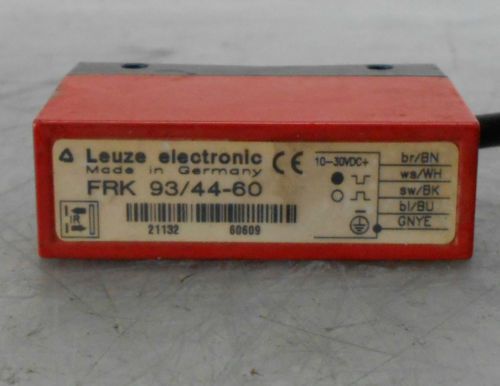 Leuze electronic
Made in Germany
CE
FRK 93/44-60
21132 60609
10-30VDC+
br/BN
ws/WH
sw/BK
bl/BU
GNYE